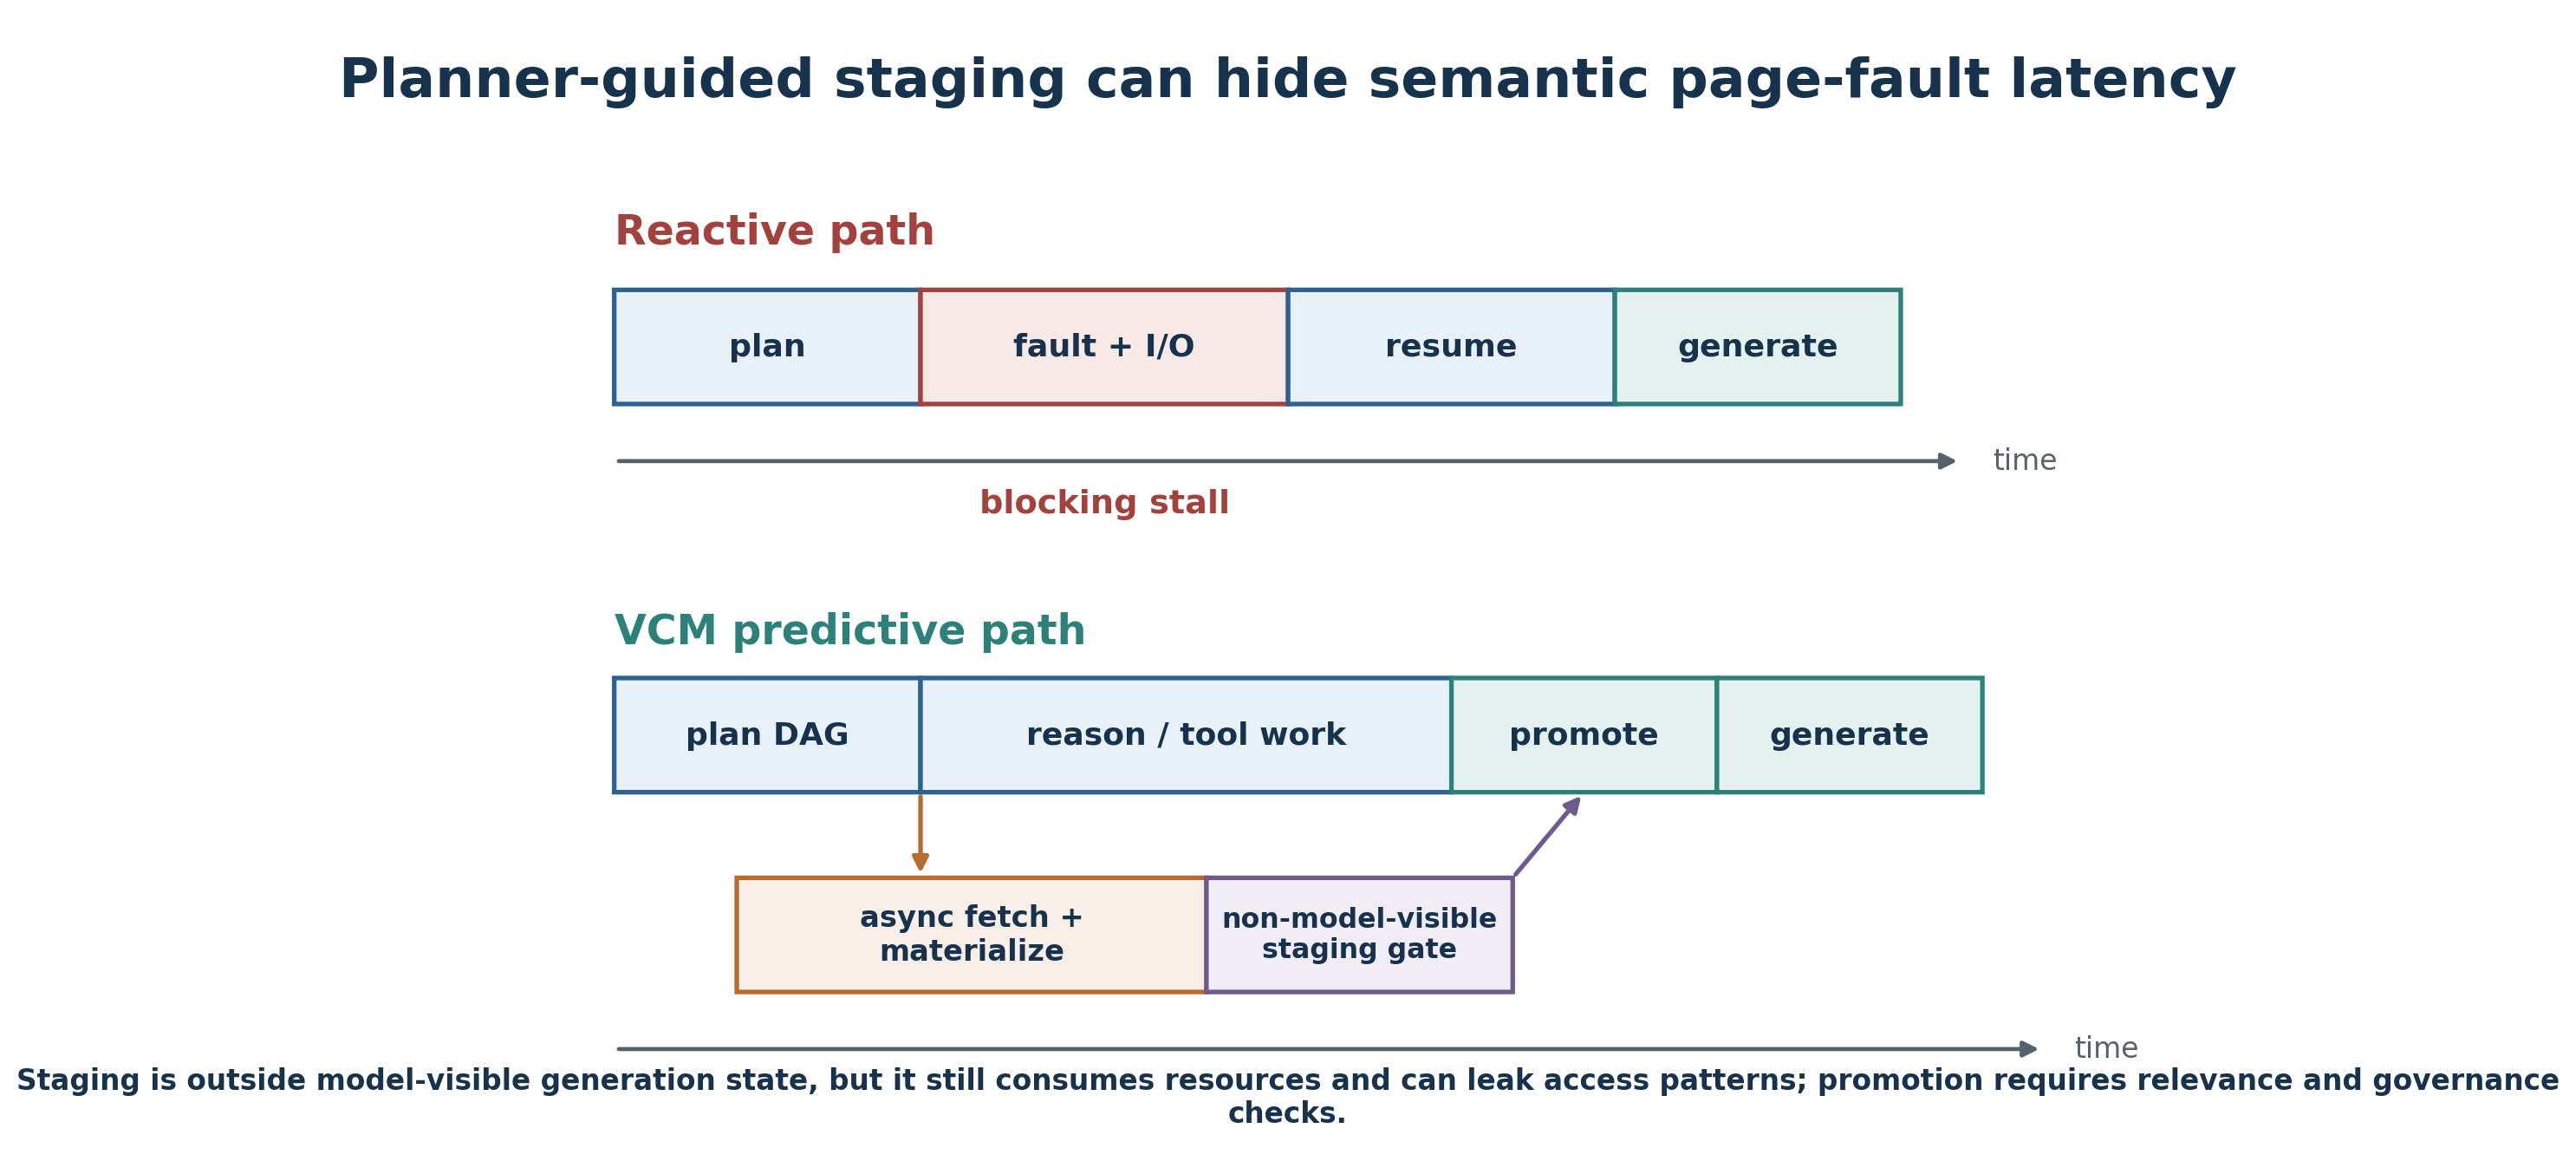 Planner-guided staging can hide semantic page-fault latency
Reactive path
plan
fault + I/O
resume
generate
time
blocking stall
VCM predictive path
plan DAG
reason / tool work
promote
generate
async fetch +
materialize
non-model-visible
staging gate
time
Staging is outside model-visible generation state, but it still consumes resources and can leak access patterns; promotion requires relevance and governance
checks.